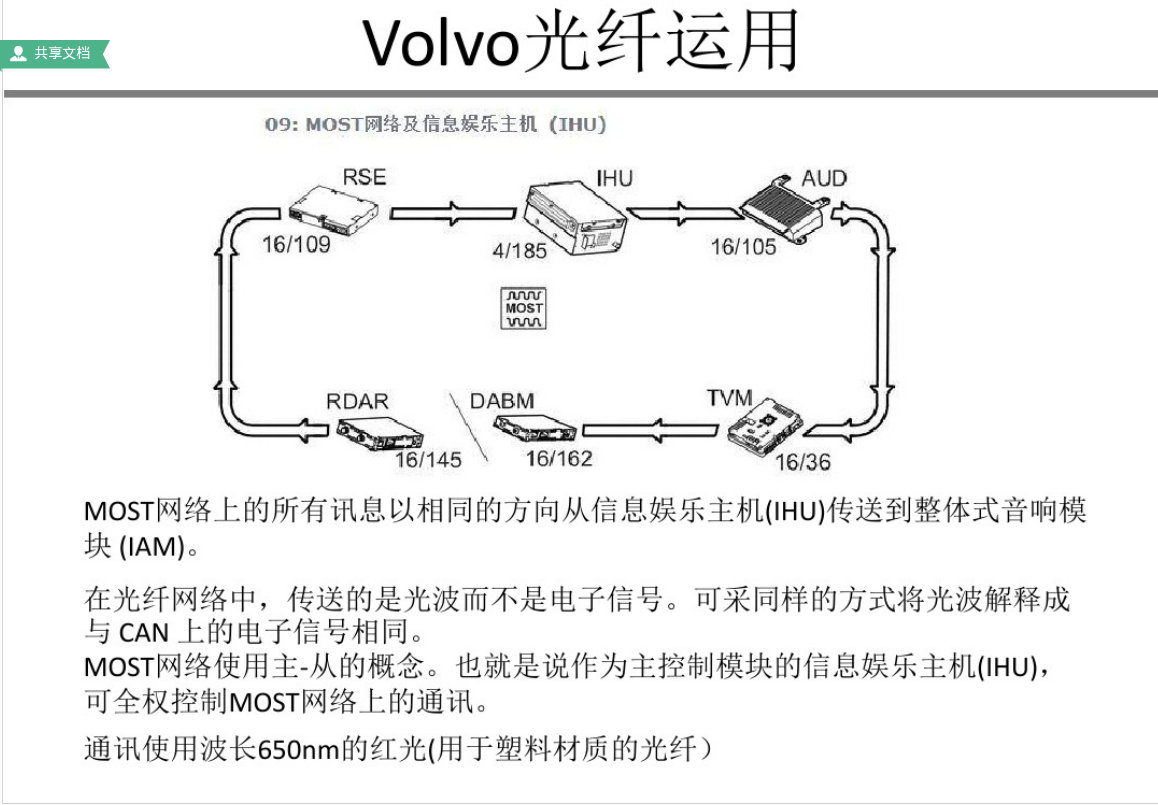 Volvo光纤运用
共享文档
09: MOST网络及信息娱乐主机 (IHU)
RSE
IHU
AUD
16/109
4/185
16/105
MOST
RDAR
DABM
TVM
16/145
16/162
16/36
MOST网络上的所有讯息以相同的方向从信息娱乐主机(IHU)传送到整体式音响模
块 (IAM)。
在光纤网络中，传送的是光波而不是电子信号。可采同样的方式将光波解释成
与 CAN 上的电子信号相同。
MOST网络使用主-从的概念。也就是说作为主控制模块的信息娱乐主机(IHU)，
可全权控制MOST网络上的通讯。
通讯使用波长650nm的红光(用于塑料材质的光纤）